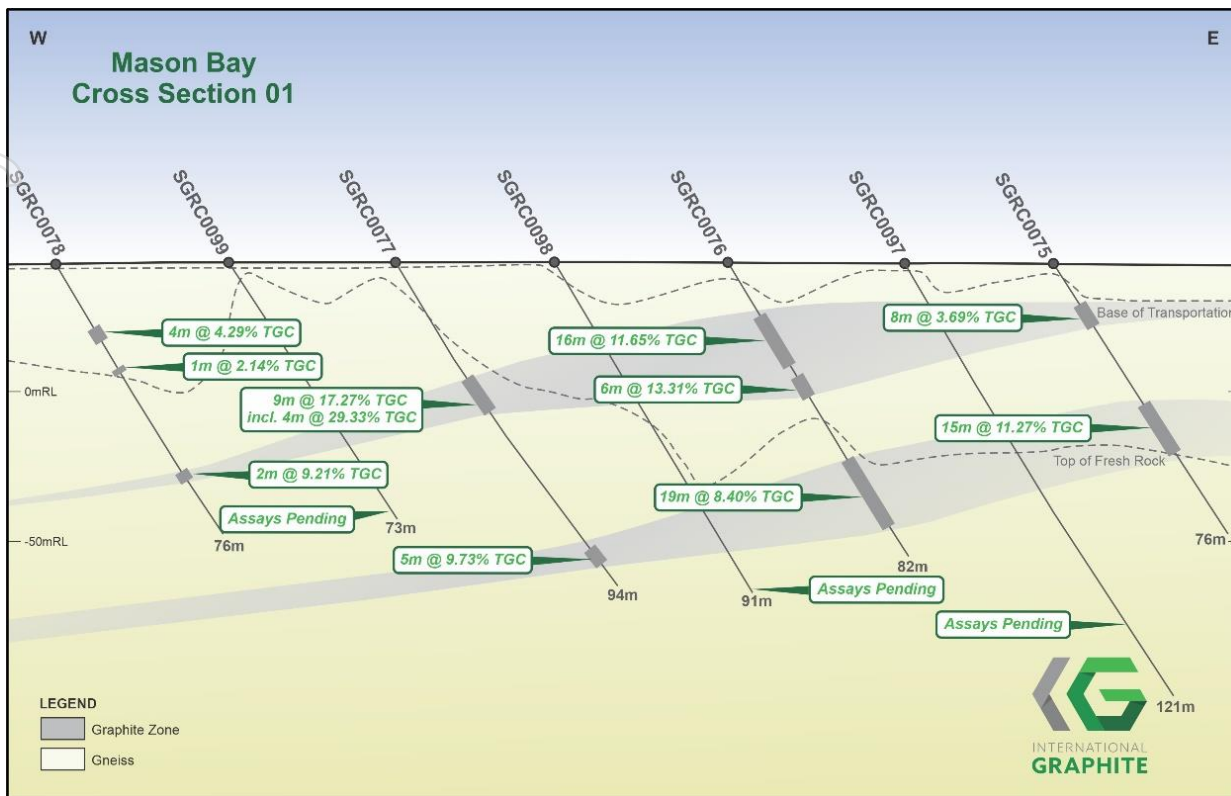 W
E
Mason Bay
Cross Section 01
SGRC0078
SGRC0099
SGRC0077
SGRC0098
SGRC0076
SGRC0097
SGRC0075
4m @ 4.29% TGC
1m @ 2.14% TGC
9m @ 17.27% TGC
incl. 4m @ 29.33% TGC
2m @ 9.21% TGC
Assays Pending
5m @ 9.73% TGC
16m @ 11.65% TGC
6m @ 13.31% TGC
19m @ 8.40% TGC
Assays Pending
8m @ 3.69% TGC
15m @ 11.27% TGC
Assays Pending
Base of Transportation
Top of Fresh Rock
0mRL
-50mRL
76m
73m
94m
91m
82m
121m
76m
LEGEND
Graphite Zone
Gneiss
INTERNATIONAL
GRAPHITE